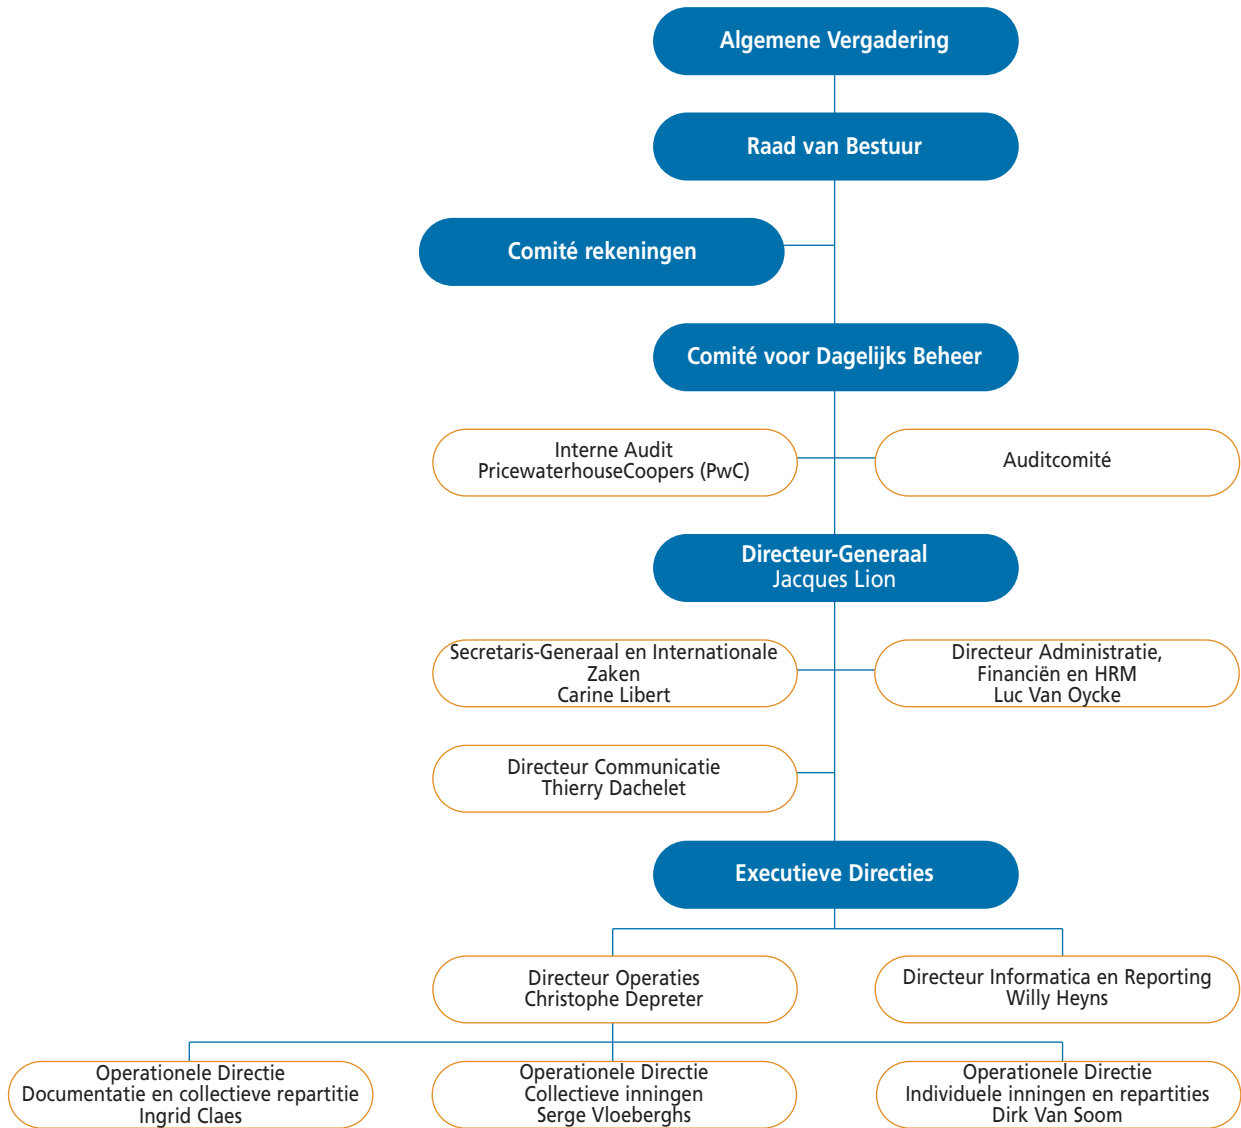 Algemene Vergadering
Raad van Bestuur
Comité rekeningen
Comité voor Dagelijks Beheer
Interne Audit
PricewaterhouseCoopers (PwC)
Auditcomité
Directeur-Generaal
Jacques Lion
Secretaris-Generaal en Internationale
Zaken
Carine Libert
Directeur Administratie,
Financiën en HRM
Luc Van Oycke
Directeur Communicatie
Thierry Dachelet
Executieve Directies
Directeur Operaties
Christophe Depreter
Directeur Informatica en Reporting
Willy Heyns
Operationele Directie
Documentatie en collectieve repartitie
Ingrid Claes
Operationele Directie
Collectieve inningen
Serge Vloeberghs
Operationele Directie
Individuele inningen en repartities
Dirk Van Soom